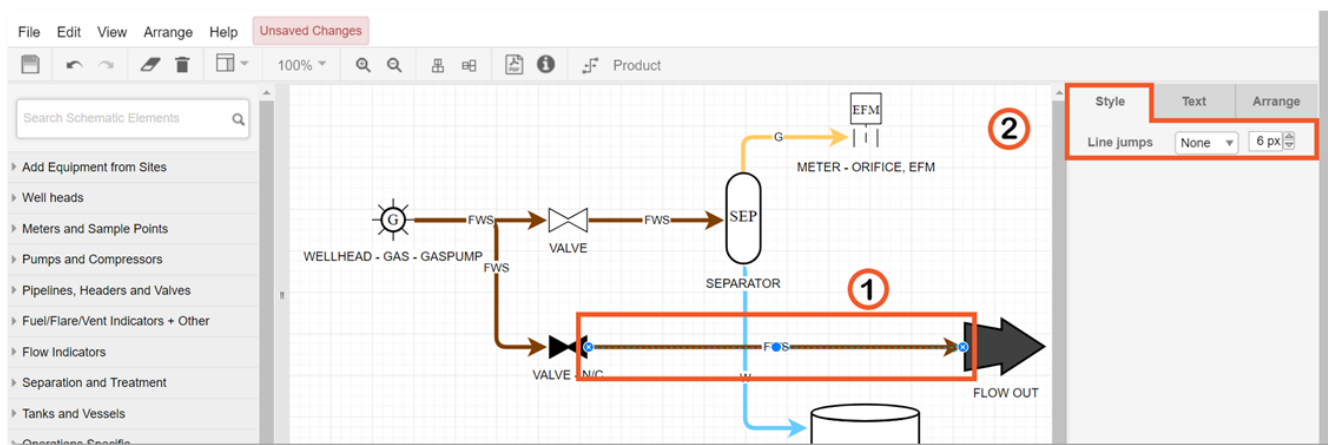 File Edit View Arrange Help Unsaved Changes
100% Product
Search Schematic Elements
Add Equipment from Sites
Well heads
Meters and Sample Points
Pumps and Compressors
Pipelines, Headers and Valves
Fuel/Flare/Vent Indicators + Other
Flow Indicators
Separation and Treatment
Tanks and Vessels
Operations Specific
EFM
G
METER - ORIFICE, EFM
2
G
FWS
FWS
SEP
WELLHEAD - GAS - GASPUMP
VALVE
FWS
SEPARATOR
1
FWS
VALVE - N/C
W
FLOW OUT
Style Text Arrange
Line jumps None 6 px